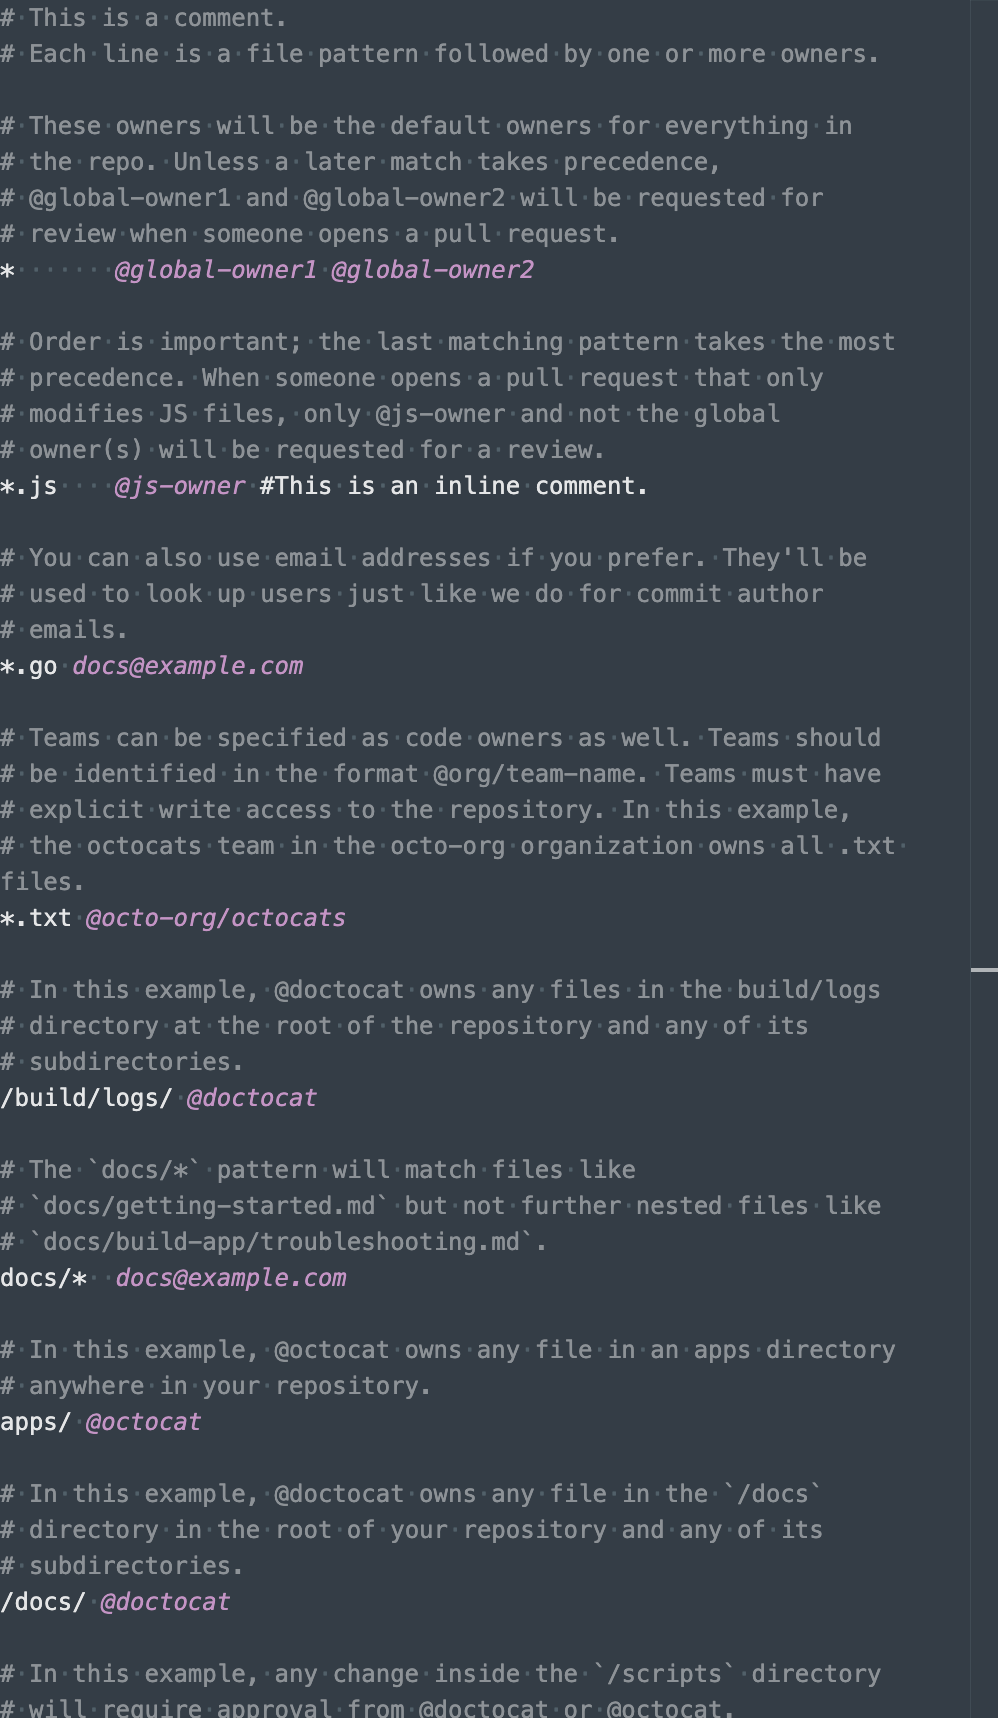 # This is a comment.
# Each line is a file pattern followed by one or more owners.

# These owners will be the default owners for everything in
# the repo. Unless a later match takes precedence,
# @global-owner1 and @global-owner2 will be requested for
# review when someone opens a pull request.
*       @global-owner1 @global-owner2

# Order is important; the last matching pattern takes the most
# precedence. When someone opens a pull request that only
# modifies JS files, only @js-owner and not the global
# owner(s) will be requested for a review.
*.js    @js-owner #This is an inline comment.

# You can also use email addresses if you prefer. They'll be
# used to look up users just like we do for commit author
# emails.
*.go docs@example.com

# Teams can be specified as code owners as well. Teams should
# be identified in the format @org/team-name. Teams must have
# explicit write access to the repository. In this example,
# the octocats team in the octo-org organization owns all .txt
files.
*.txt @octo-org/octocats

# In this example, @doctocat owns any files in the build/logs
# directory at the root of the repository and any of its
# subdirectories.
/build/logs/ @doctocat

# The `docs/*` pattern will match files like
# `docs/getting-started.md` but not further nested files like
# `docs/build-app/troubleshooting.md`.
docs/*  docs@example.com

# In this example, @octocat owns any file in an apps directory
# anywhere in your repository.
apps/ @octocat

# In this example, @doctocat owns any file in the `/docs`
# directory in the root of your repository and any of its
# subdirectories.
/docs/ @doctocat

# In this example, any change inside the `/scripts` directory
# will require approval from @doctocat or @octocat.